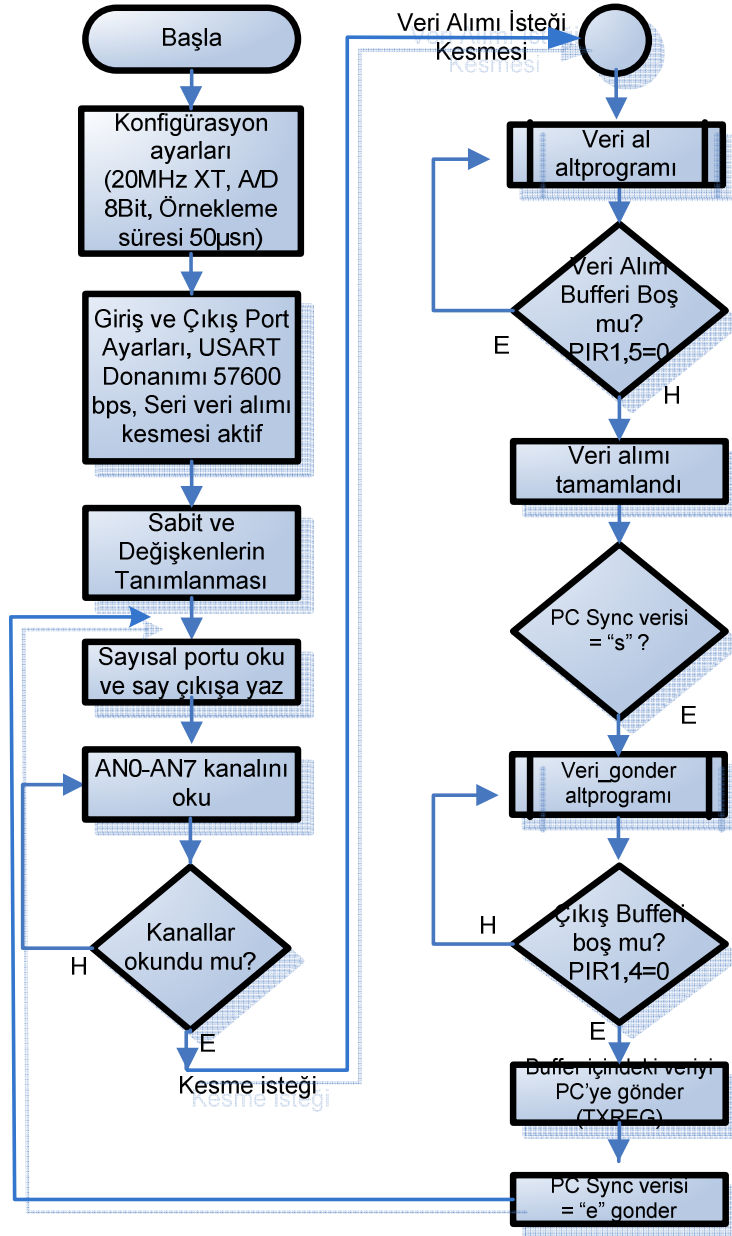 Başla
Konfigürasyon
ayarları
(20MHz XT, A/D
8Bit, Örnekleme
süresi 50µsn)
Giriş ve Çıkış Port
Ayarları, USART
Donanımı 57600
bps, Seri veri alımı
kesmesi aktif
Sabit ve
Değişkenlerin
Tanımlanması
Sayısal portu oku
ve say çıkışa yaz
AN0-AN7 kanalını
oku
Kanallar
okundu mu?
H
E
Kesme isteği
Veri Alımı İsteği
Kesmesi
Veri al
altprogramı
Veri Alım
Bufferi Boş
mu?
PIR1,5=0
E
H
Veri alımı
tamamlandı
PC Sync verisi
= “s” ?
E
Veri_gonder
altprogramı
Çıkış Bufferi
boş mu?
PIR1,4=0
H
E
Buffer içindeki veriyi
PC’ye gönder
(TXREG)
PC Sync verisi
= “e” gonder